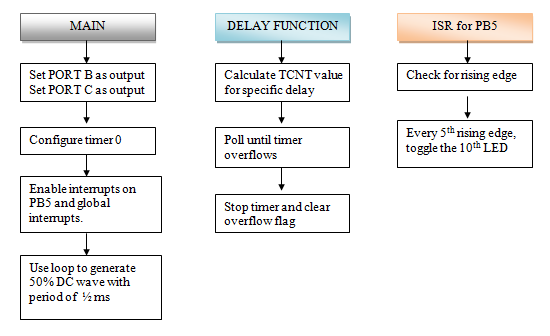 MAIN
Set PORT B as output
Set PORT C as output
Configure timer 0
Enable interrupts on
PB5 and global
interrupts.
Use loop to generate
50% DC wave with
period of ½ ms
DELAY FUNCTION
Calculate TCNT value
for specific delay
Poll until timer
overflows
Stop timer and clear
overflow flag
ISR for PB5
Check for rising edge
Every 5th rising edge,
toggle the 10th LED